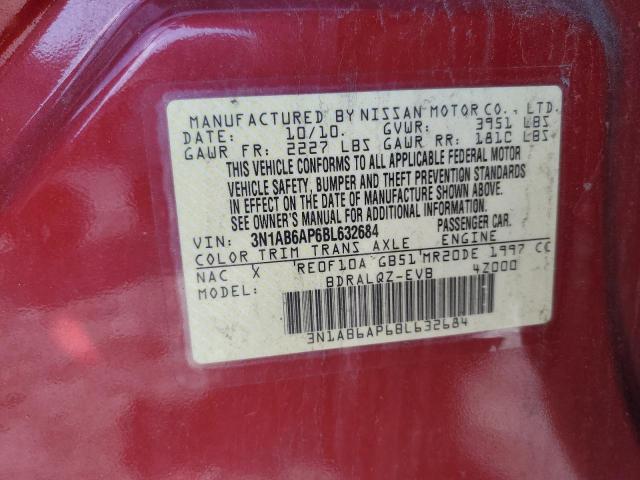 MANUFACTURED BY NISSAN MOTOR CO., LTD.
DATE: 10/10. GVWR: 3951 LBS
GAWR FR: 2227 LBS GAWR RR: 181C LBS
THIS VEHICLE CONFORMS TO ALL APPLICABLE FEDERAL MOTOR
VEHICLE SAFETY, BUMPER AND THEFT PREVENTION STANDARDS
IN EFFECT ON THE DATE OF MANUFACTURE SHOWN ABOVE.
SEE OWNER'S MANUAL FOR ADDITIONAL INFORMATION.
VIN: 3N1AB6AP6BL632684 PASSENGER CAR.
COLOR TRIM TRANS AXLE ENGINE
NAC X RE0F10A GB51 MR20DE 1997 CC
MODEL: BDRALQZ-EVB 4Z000
3N1AB6AP6BL632684